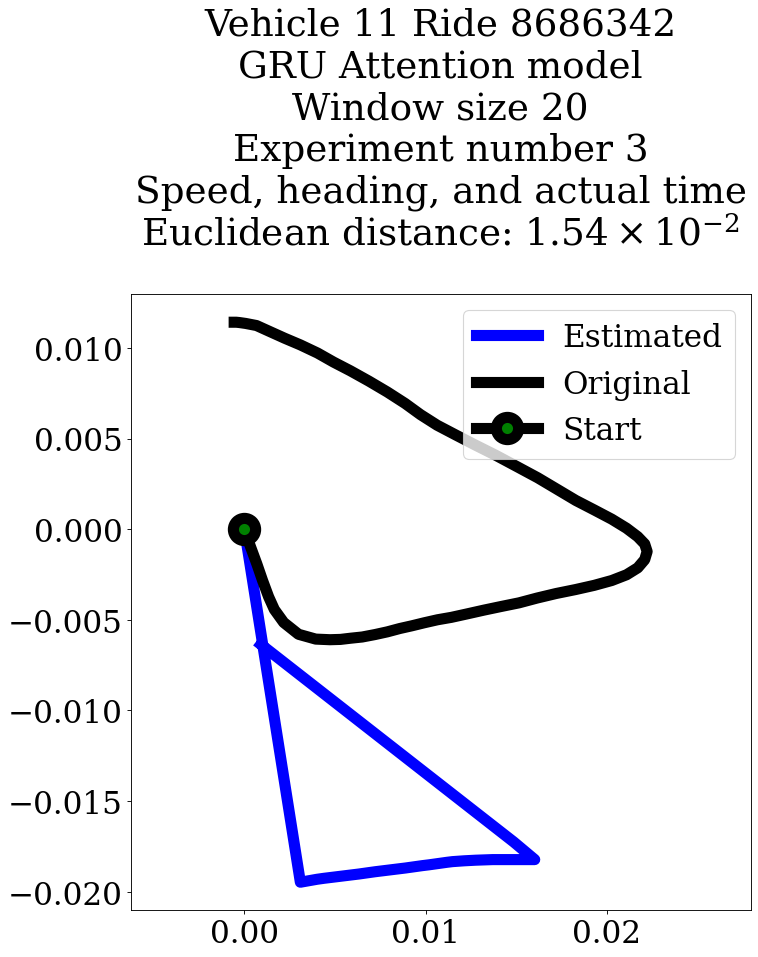 Vehicle 11 Ride 8686342
GRU Attention model
Window size 20
Experiment number 3
Speed, heading, and actual time
Euclidean distance: 1.54 × 10⁻²
Estimated
Original
Start
0.010
0.005
0.000
−0.005
−0.010
−0.015
−0.020
0.00 0.01 0.02